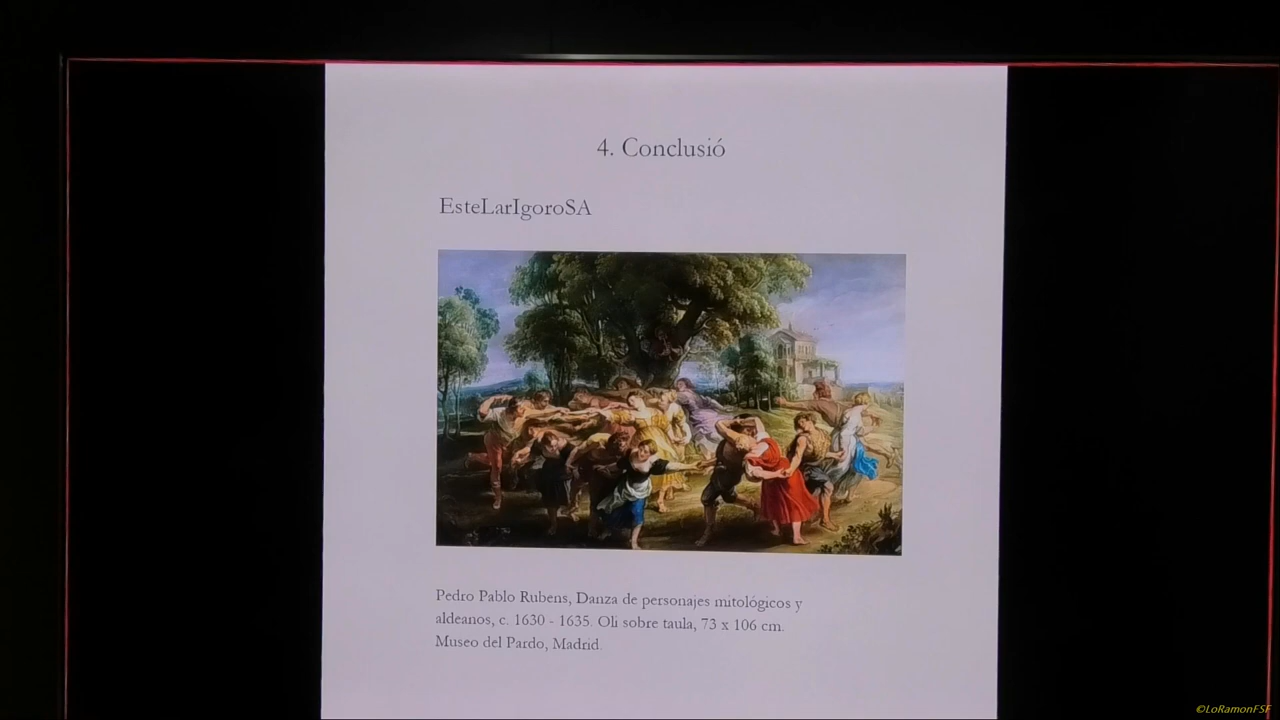 4. Conclusió
EsteLarIgoroSA
Pedro Pablo Rubens, Danza de personajes mitológicos y
aldeanos, c. 1630 - 1635. Oli sobre taula, 73 x 106 cm.
Museo del Pardo, Madrid.
©LoRamonFSF